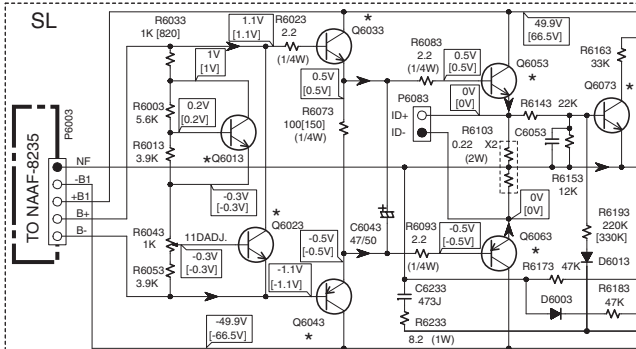 SL
R6033
1K [820]
1.1V
[1.1V]
R6023
2.2
(1/4W)
Q6033
*
49.9V
[66.5V]
R6163
33K
1V
[1V]
0.5V
[0.5V]
R6083
2.2
(1/4W)
0.5V
[0.5V]
Q6053
*
Q6073
*
P6003
R6003
5.6K
0.2V
[0.2V]
R6073
100[150]
(1/4W)
P6083
ID+
ID-
0V
[0V]
R6143
22K
C6053
R6013
3.9K
*Q6013
R6103
0.22
(2W)
X2
R6153
12K
TO NAAF-8235
NF
-B1
+B1
B+
B-
-0.3V
[-0.3V]
0V
[0V]
R6043
1K
11DADJ.
-0.3V
[-0.3V]
Q6023
*
-0.5V
[-0.5V]
C6043
47/50
R6093
2.2
(1/4W)
-0.5V
[-0.5V]
Q6063
*
R6193
220K
[330K]
R6053
3.9K
-1.1V
[-1.1V]
R6173
47K
D6013
C6233
473J
D6003
R6183
47K
-49.9V
[-66.5V]
Q6043
*
R6233
8.2 (1W)